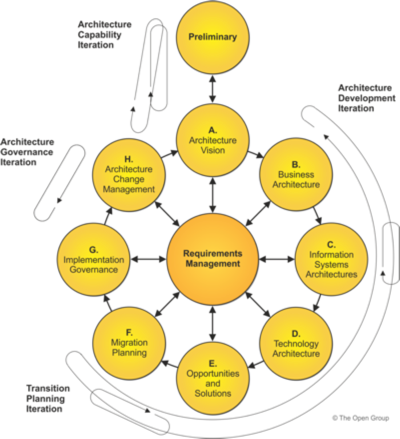 Architecture
Capability
Iteration
Preliminary
Architecture
Development
Iteration
A.
Architecture
Vision
Architecture
Governance
Iteration
H.
Architecture
Change
Management
B.
Business
Architecture
G.
Implementation
Governance
Requirements
Management
C.
Information
Systems
Architectures
F.
Migration
Planning
D.
Technology
Architecture
E.
Opportunities
and
Solutions
Transition
Planning
Iteration
© The Open Group